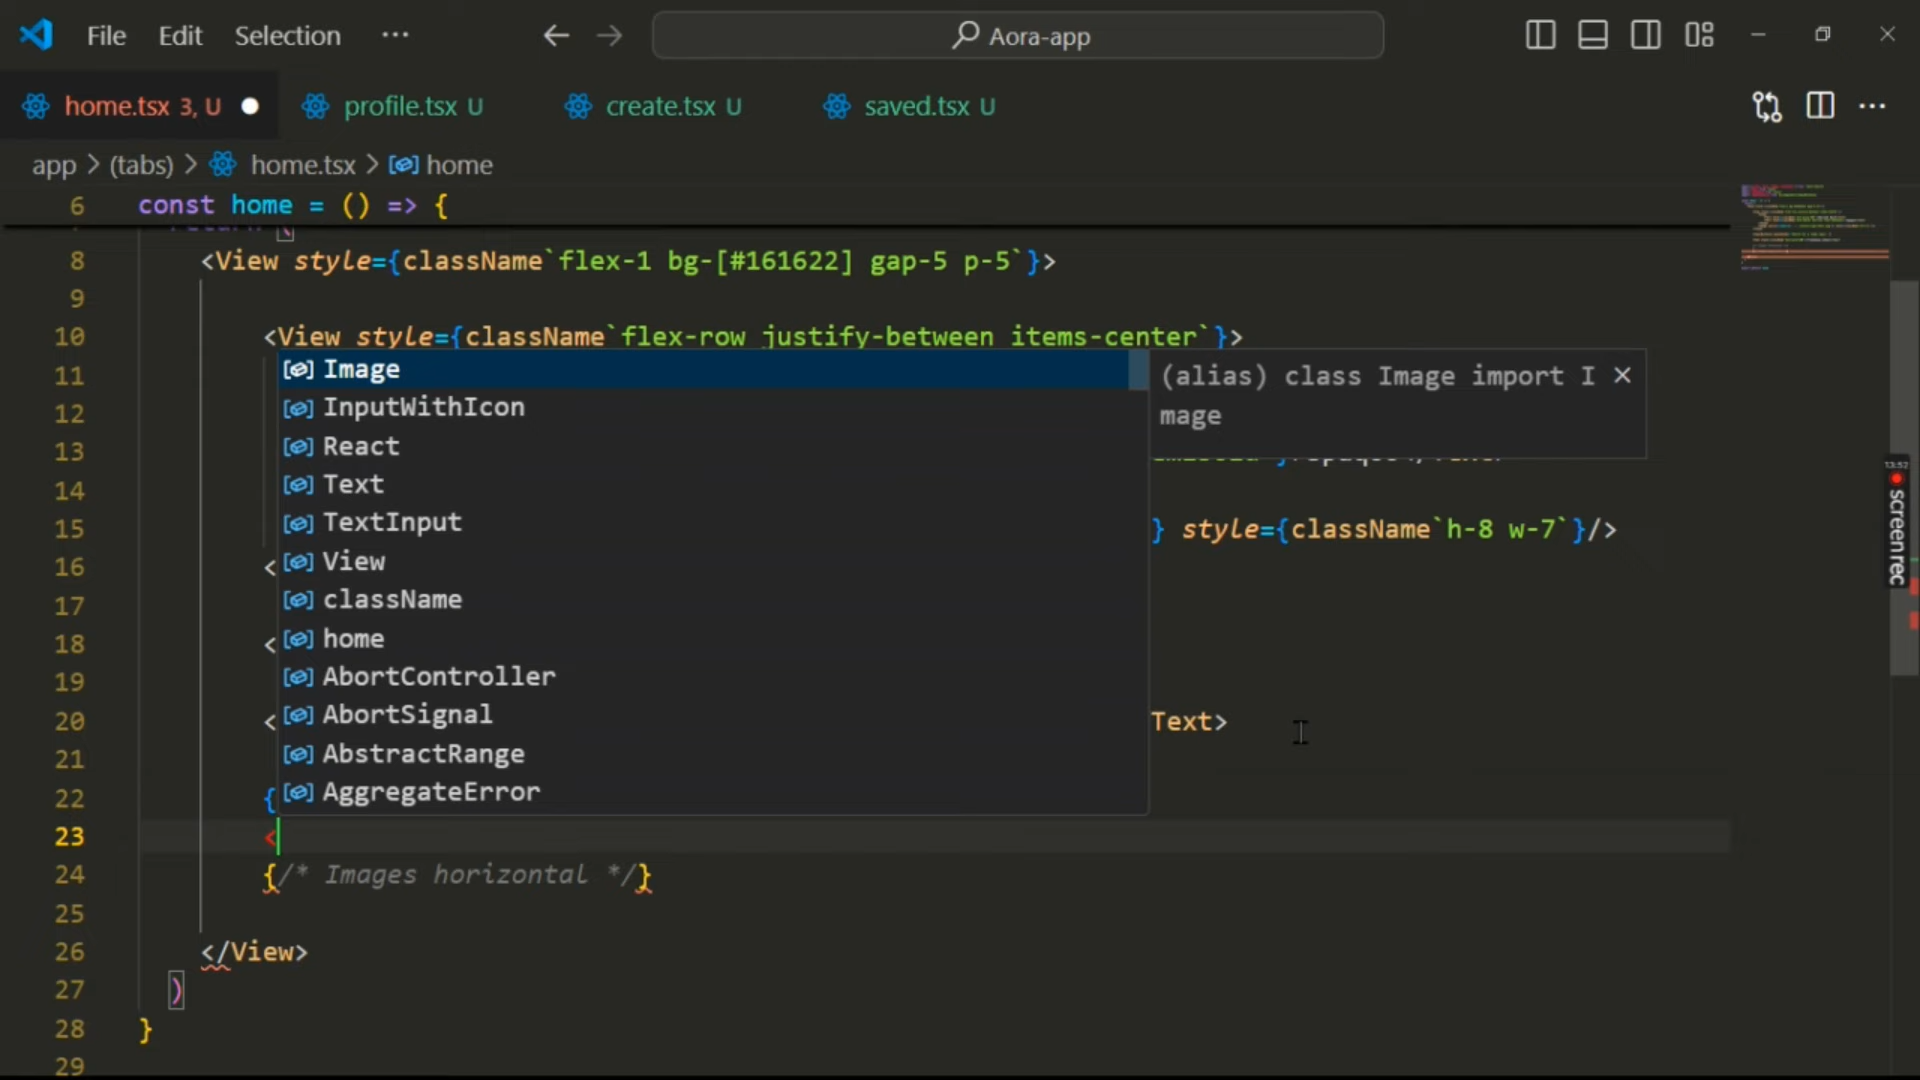 File Edit Selection ··· Aora-app
home.tsx 3, U profile.tsx U create.tsx U saved.tsx U
app > (tabs) > home.tsx > home
6 const home = () => {
8 <View style={className`flex-1 bg-[#161622] gap-5 p-5`}>
9
10 <View style={className`flex-row justify-between items-center`}>
11
12
13
14
15 } style={className`h-8 w-7`}/>
16 <
17
18 <
19
20 < Text>
21
22 {
23 <
24 {/* Images horizontal */}
25
26 </View>
27 )
28 }
29
Image
InputWithIcon
React
Text
TextInput
View
className
home
AbortController
AbortSignal
AbstractRange
AggregateError
(alias) class Image import I
mage
13:52
screenrec